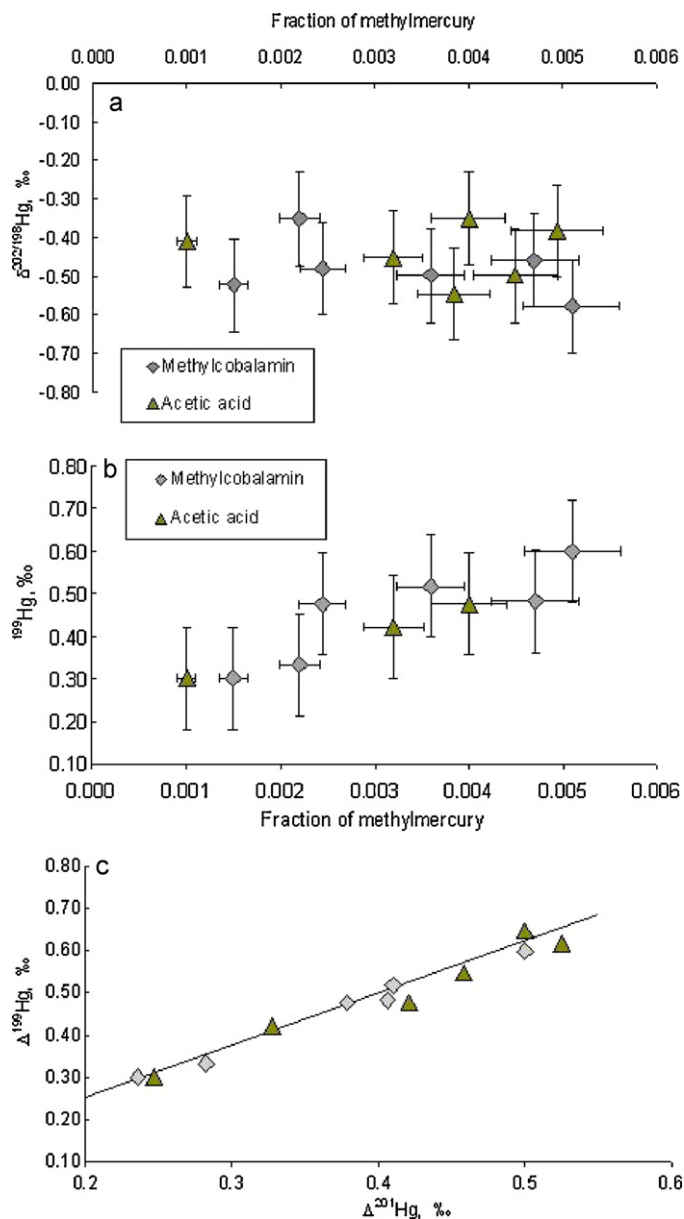 Fraction of methylmercury
0.000 0.001 0.002 0.003 0.004 0.005 0.006
a
0.00
-0.10
-0.20
-0.30
-0.40
-0.50
-0.60
-0.70
-0.80
δ202/198Hg, ‰
Methylcobalamin
Acetic acid
b
0.80
0.70
0.60
0.50
0.40
0.30
0.20
0.10
199Hg, ‰
Methylcobalamin
Acetic acid
0.000 0.001 0.002 0.003 0.004 0.005 0.006
Fraction of methylmercury
c
0.80
0.70
0.60
0.50
0.40
0.30
0.20
0.10
Δ199Hg, ‰
0.2 0.3 0.4 0.5 0.6
Δ201Hg, ‰